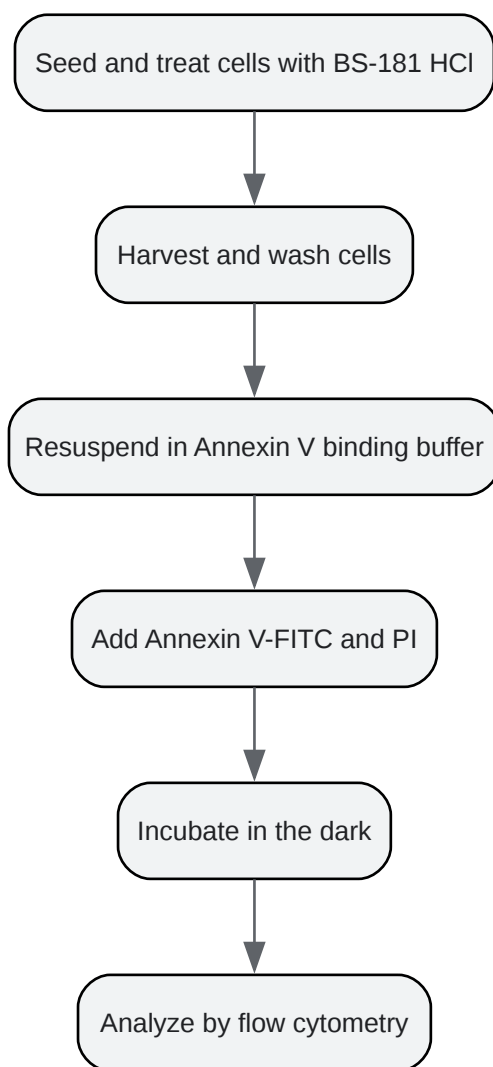 Seed and treat cells with BS-181 HCl
Harvest and wash cells
Resuspend in Annexin V binding buffer
Add Annexin V-FITC and PI
Incubate in the dark
Analyze by flow cytometry